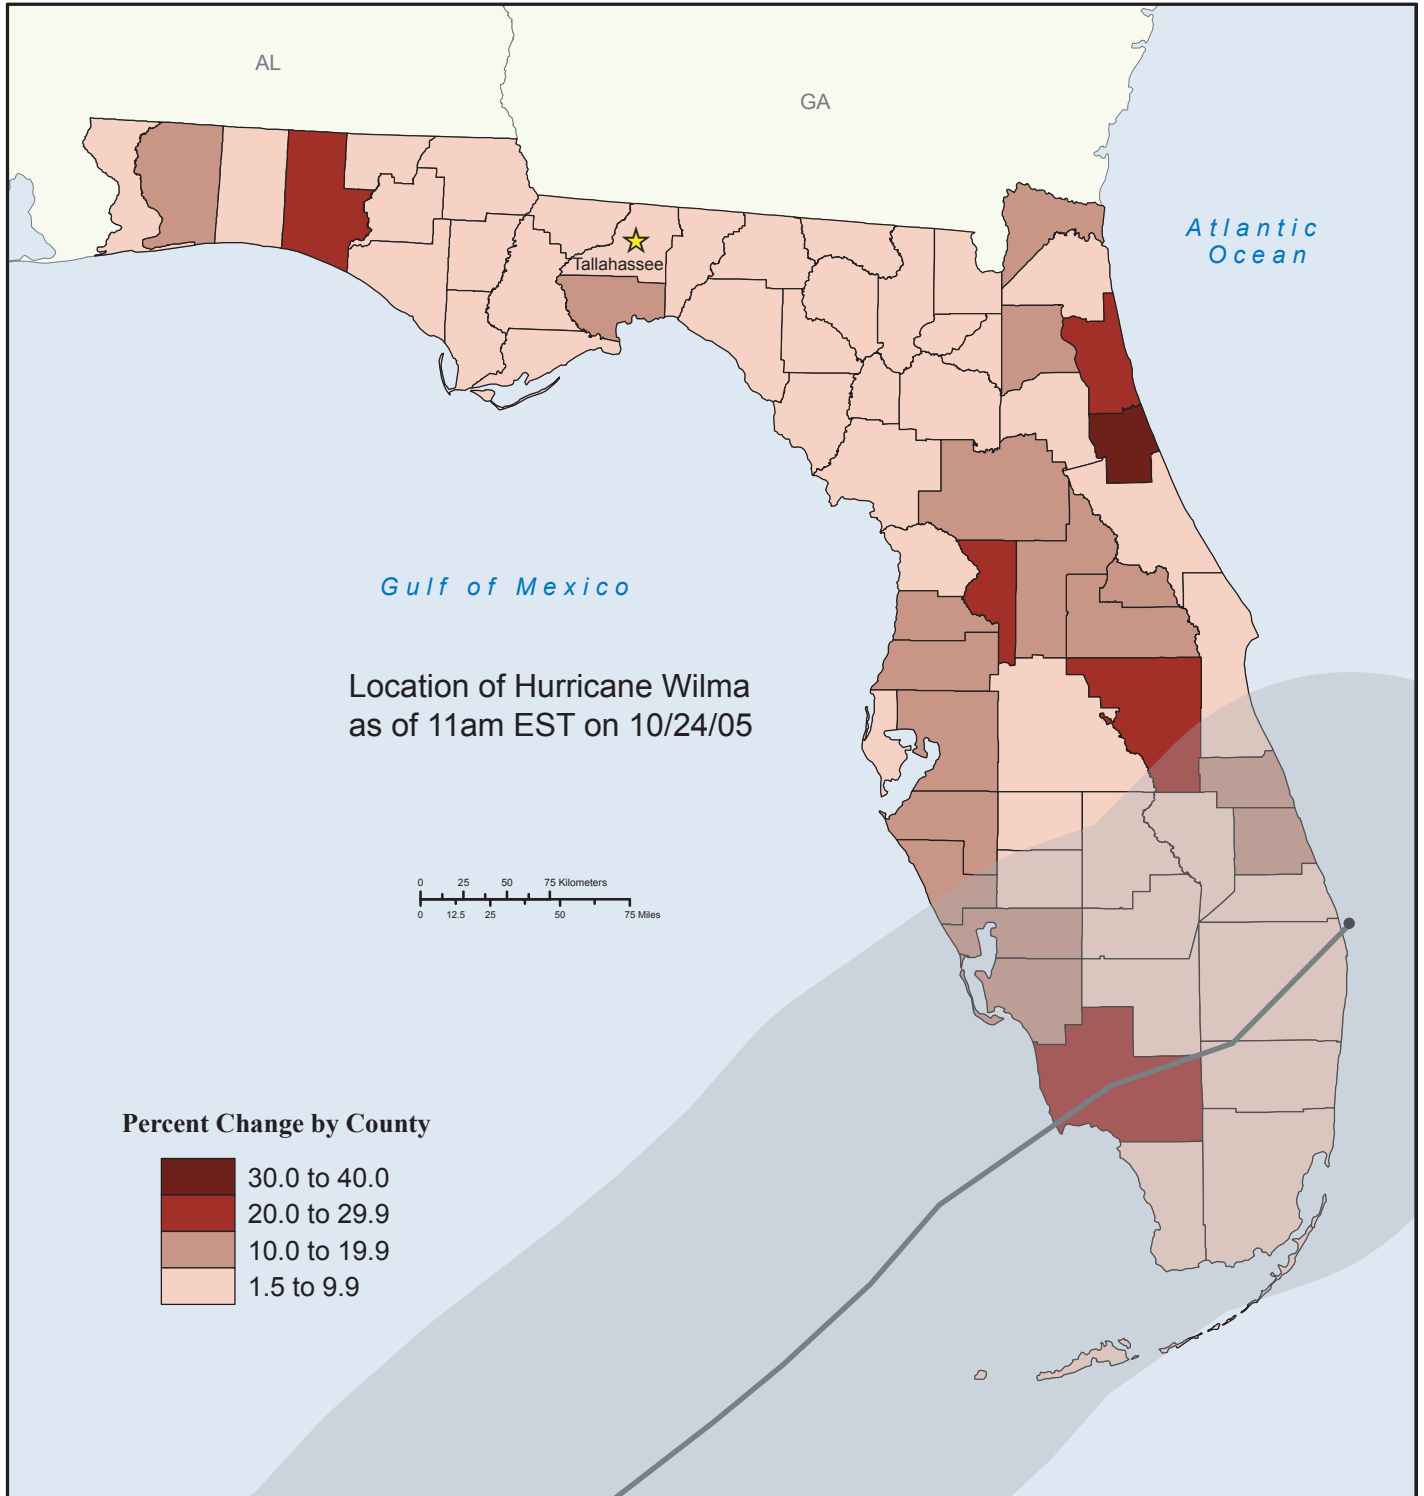 AL
GA
Atlantic
Ocean
Tallahassee
Gulf of Mexico
Location of Hurricane Wilma
as of 11am EST on 10/24/05
0 25 50 75 Kilometers
0 12.5 25 50 75 Miles
Percent Change by County
30.0 to 40.0
20.0 to 29.9
10.0 to 19.9
1.5 to 9.9